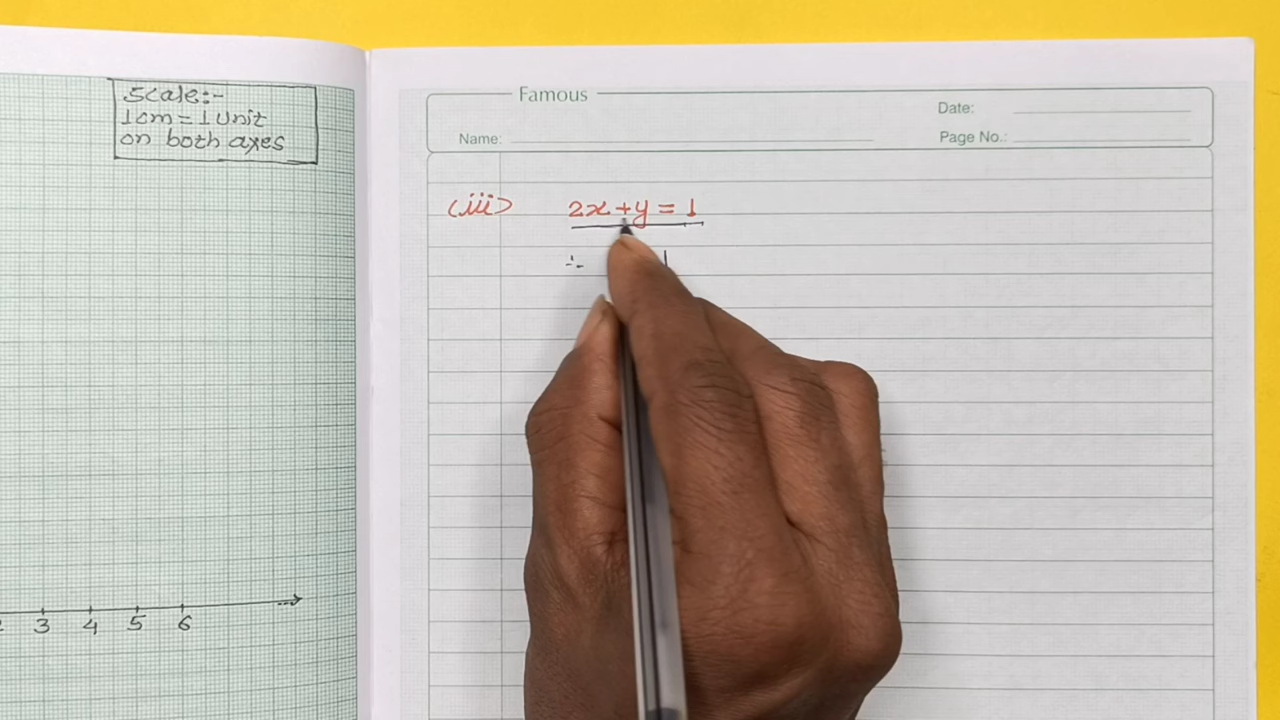 Scale:-
1cm = 1 Unit
on both axes
3 4 5 6
Famous
Date:
Name:
Page No.:
(iii) 2x+y = 1
∴